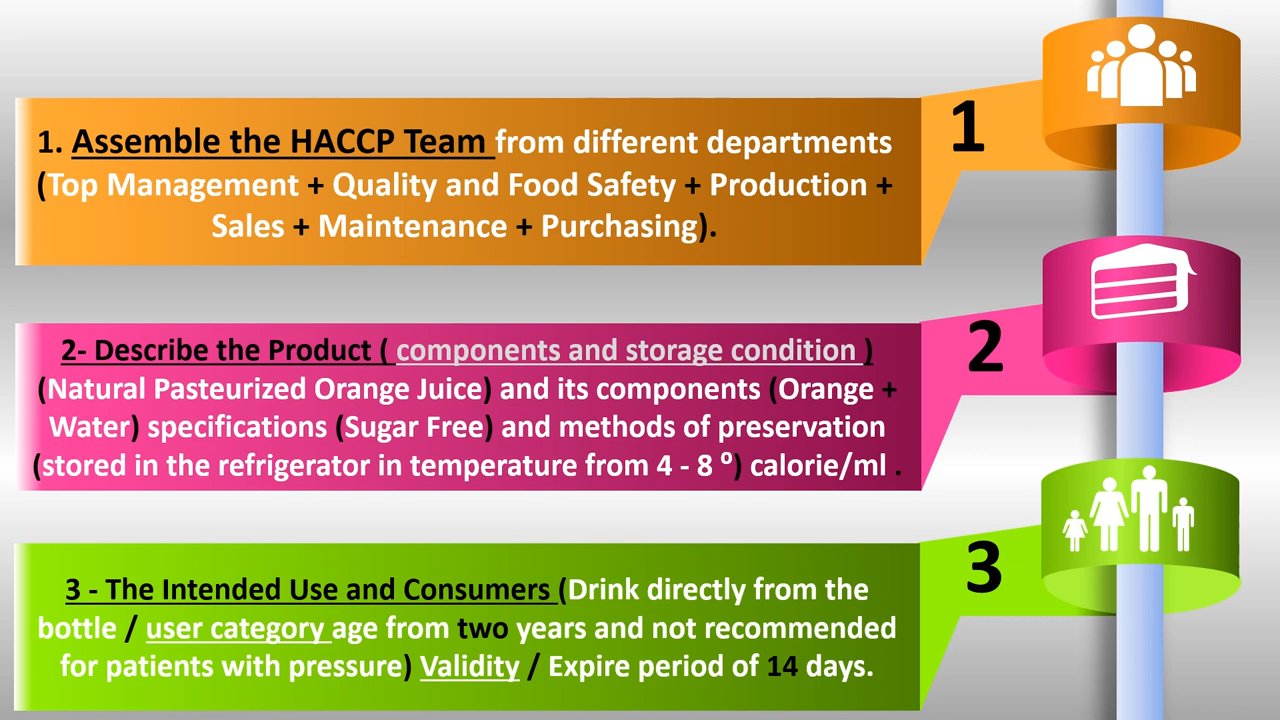 1. Assemble the HACCP Team from different departments
(Top Management + Quality and Food Safety + Production +
Sales + Maintenance + Purchasing).
1
2- Describe the Product ( components and storage condition )
(Natural Pasteurized Orange Juice) and its components (Orange +
Water) specifications (Sugar Free) and methods of preservation
(stored in the refrigerator in temperature from 4 - 8 º) calorie/ml .
2
3 - The Intended Use and Consumers (Drink directly from the
bottle / user category age from two years and not recommended
for patients with pressure) Validity / Expire period of 14 days.
3